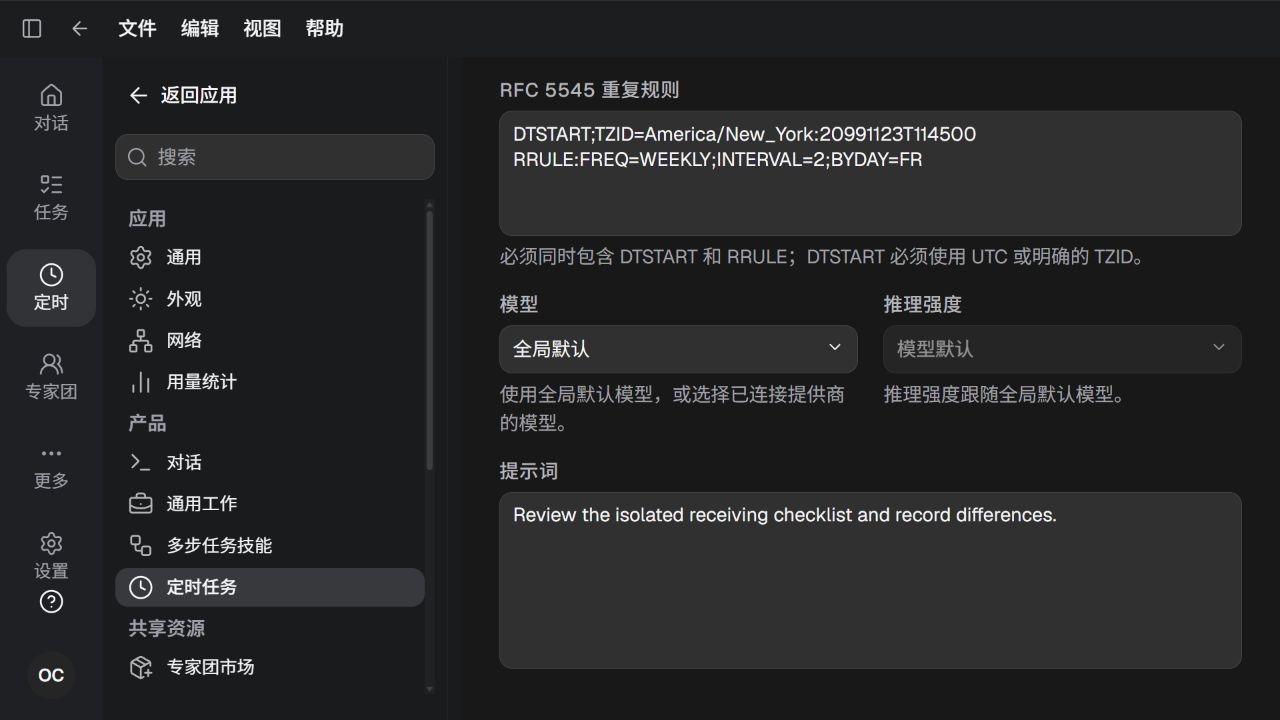 文件 编辑 视图 帮助
对话
任务
定时
专家团
更多
设置
OC
返回应用
搜索
应用
通用
外观
网络
用量统计
产品
对话
通用工作
多步任务技能
定时任务
共享资源
专家团市场
RFC 5545 重复规则
DTSTART;TZID=America/New_York:20991123T114500
RRULE:FREQ=WEEKLY;INTERVAL=2;BYDAY=FR
必须同时包含 DTSTART 和 RRULE；DTSTART 必须使用 UTC 或明确的 TZID。
模型
全局默认
使用全局默认模型，或选择已连接提供商
的模型。
推理强度
模型默认
推理强度跟随全局默认模型。
提示词
Review the isolated receiving checklist and record differences.